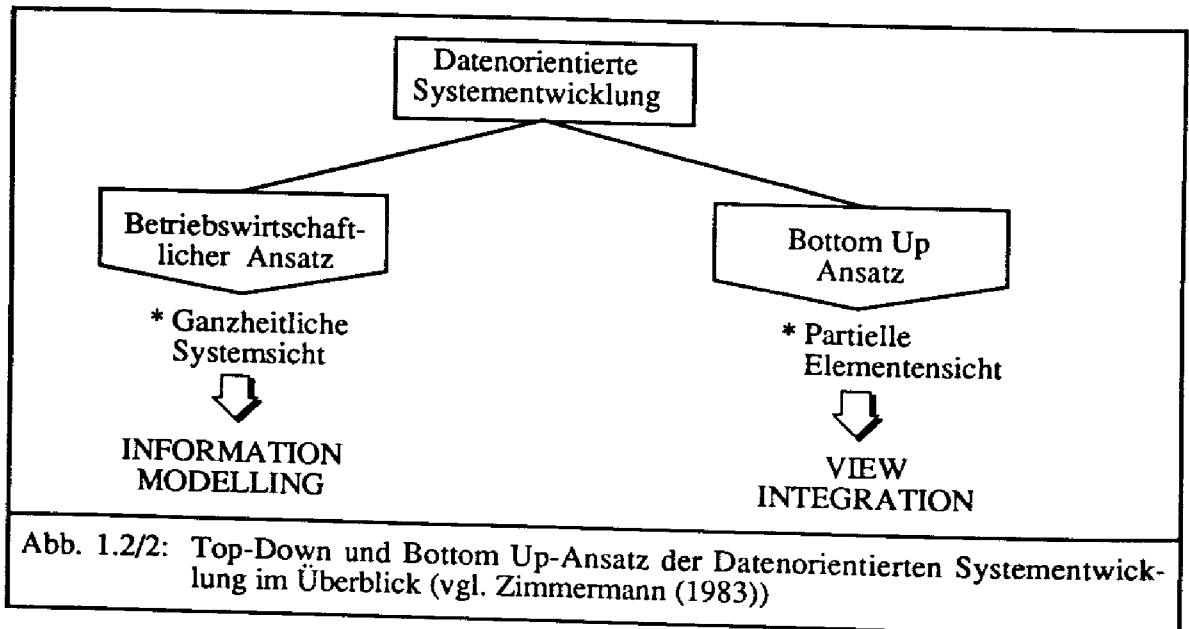 Datenorientierte
Systementwicklung
Betriebswirtschaft-
licher Ansatz
* Ganzheitliche
Systemsicht
INFORMATION
MODELLING
Bottom Up
Ansatz
* Partielle
Elementensicht
VIEW
INTEGRATION
Abb. 1.2/2: Top-Down und Bottom Up-Ansatz der Datenorientierten Systementwick-
lung im Überblick (vgl. Zimmermann (1983))